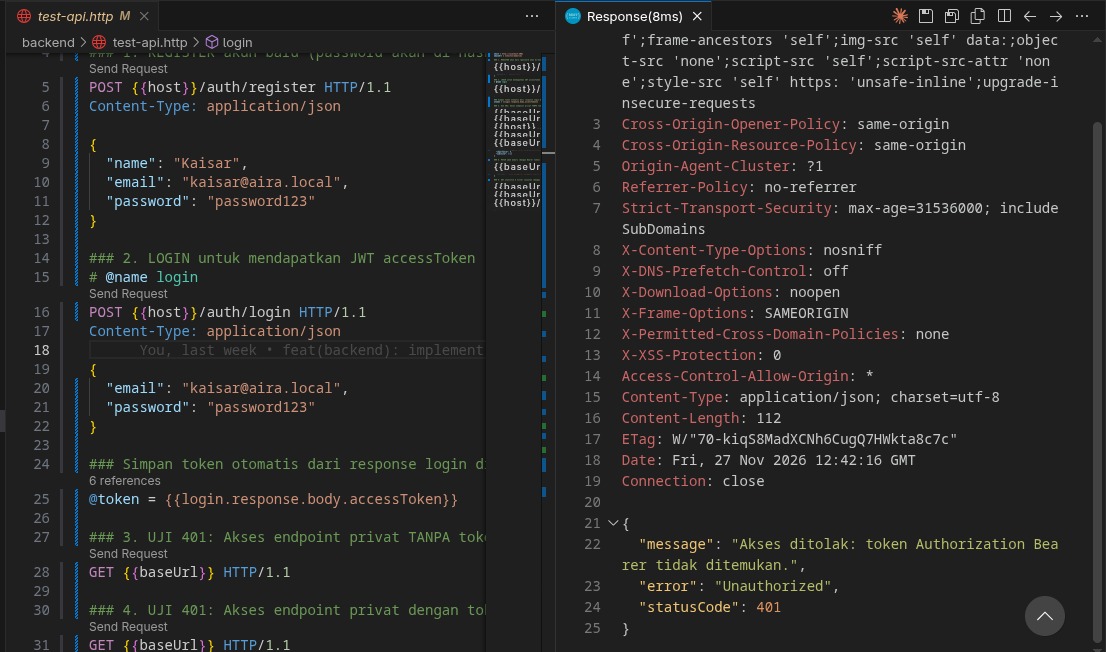 test-api.http M
backend > test-api.http > login
Send Request
5 POST {{host}}/auth/register HTTP/1.1
6 Content-Type: application/json
7
8 {
9 "name": "Kaisar",
10 "email": "kaisar@aira.local",
11 "password": "password123"
12 }
13
14 ### 2. LOGIN untuk mendapatkan JWT accessToken
15 # @name login
Send Request
16 POST {{host}}/auth/login HTTP/1.1
17 Content-Type: application/json
18 You, last week • feat(backend): implement
19 {
20 "email": "kaisar@aira.local",
21 "password": "password123"
22 }
23
24 ### Simpan token otomatis dari response login
6 references
25 @token = {{login.response.body.accessToken}}
26
27 ### 3. UJI 401: Akses endpoint privat TANPA
Send Request
28 GET {{baseUrl}} HTTP/1.1
29
30 ### 4. UJI 401: Akses endpoint privat dengan
Send Request
31 GET {{baseUrl}} HTTP/1.1
Response(8ms)
f';frame-ancestors 'self';img-src 'self' data:;objec
t-src 'none';script-src 'self';script-src-attr 'non
e';style-src 'self' https: 'unsafe-inline';upgrade-i
nsecure-requests
3 Cross-Origin-Opener-Policy: same-origin
4 Cross-Origin-Resource-Policy: same-origin
5 Origin-Agent-Cluster: ?1
6 Referrer-Policy: no-referrer
7 Strict-Transport-Security: max-age=31536000; include
SubDomains
8 X-Content-Type-Options: nosniff
9 X-DNS-Prefetch-Control: off
10 X-Download-Options: noopen
11 X-Frame-Options: SAMEORIGIN
12 X-Permitted-Cross-Domain-Policies: none
13 X-XSS-Protection: 0
14 Access-Control-Allow-Origin: *
15 Content-Type: application/json; charset=utf-8
16 Content-Length: 112
17 ETag: W/"70-kiqS8MadXCNh6CugQ7HWkta8c7c"
18 Date: Fri, 27 Nov 2026 12:42:16 GMT
19 Connection: close
20
21 {
22 "message": "Akses ditolak: token Authorization Bea
rer tidak ditemukan.",
23 "error": "Unauthorized",
24 "statusCode": 401
25 }